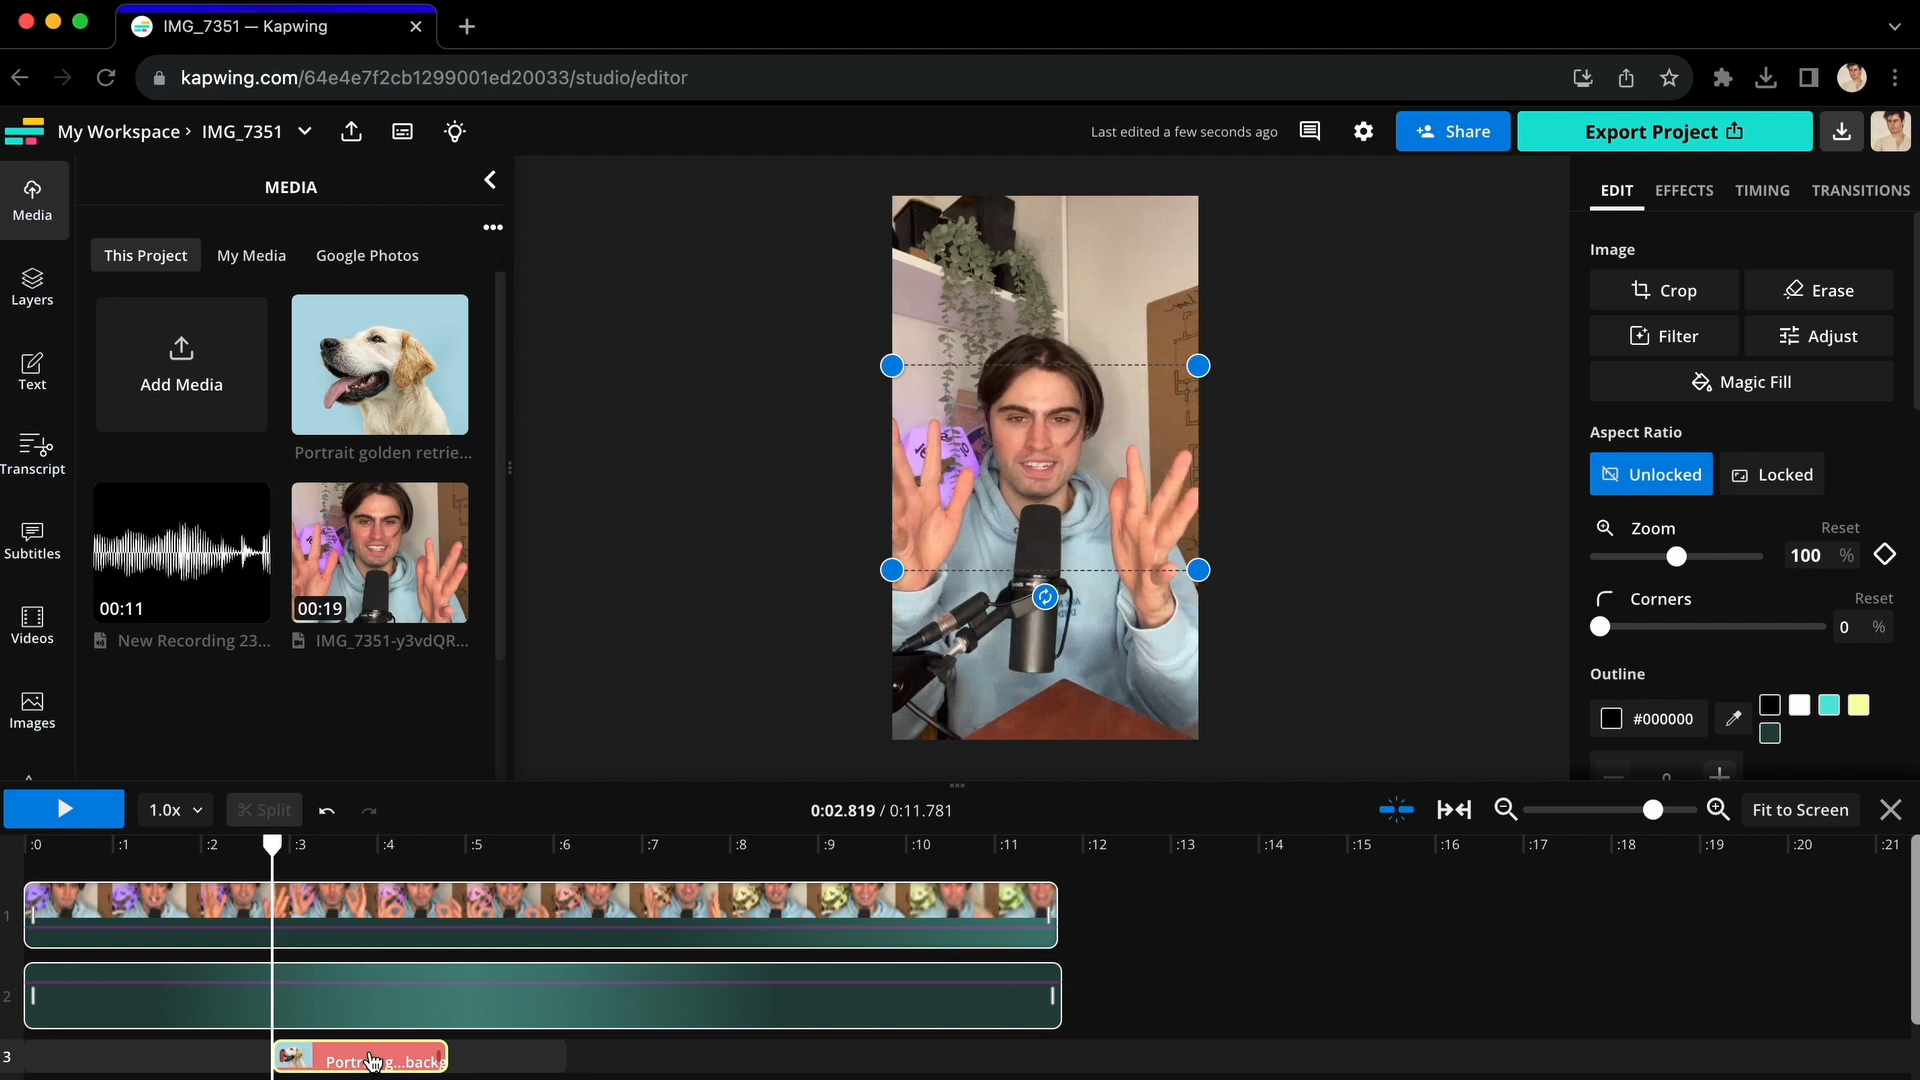 IMG_7351 — Kapwing
kapwing.com/64e4e7f2cb1299001ed20033/studio/editor
My Workspace › IMG_7351
Last edited a few seconds ago
Share
Export Project
Media
Layers
Text
Transcript
Subtitles
Videos
Images
MEDIA
This Project
My Media
Google Photos
Add Media
Portrait golden retrie...
00:11
00:19
New Recording 23...
IMG_7351-y3vdQR...
EDIT
EFFECTS
TIMING
TRANSITIONS
Image
Crop
Erase
Filter
Adjust
Magic Fill
Aspect Ratio
Unlocked
Locked
Zoom
Reset
100 %
Corners
Reset
0 %
Outline
#000000
1.0x
Split
0:02.819 / 0:11.781
Fit to Screen
:0 :1 :2 :3 :4 :5 :6 :7 :8 :9 :10 :11 :12 :13 :14 :15 :16 :17 :18 :19 :20 :21
1
2
3